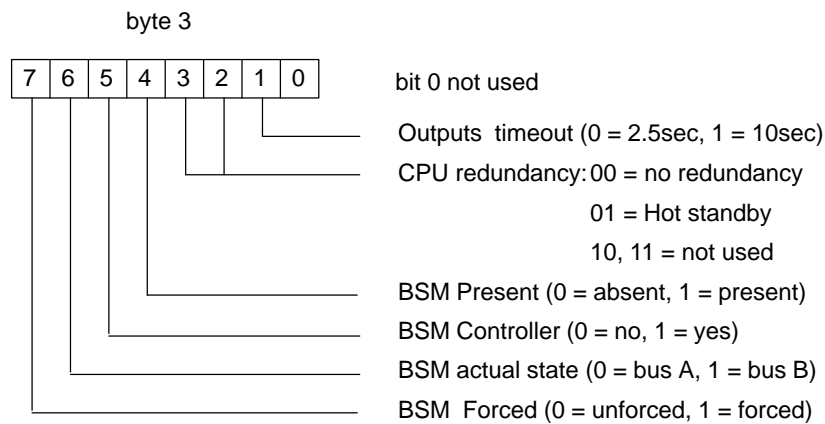 byte 3
7 6 5 4 3 2 1 0
bit 0 not used
Outputs timeout (0 = 2.5sec, 1 = 10sec)
CPU redundancy: 00 = no redundancy
01 = Hot standby
10, 11 = not used
BSM Present (0 = absent, 1 = present)
BSM Controller (0 = no, 1 = yes)
BSM actual state (0 = bus A, 1 = bus B)
BSM Forced (0 = unforced, 1 = forced)